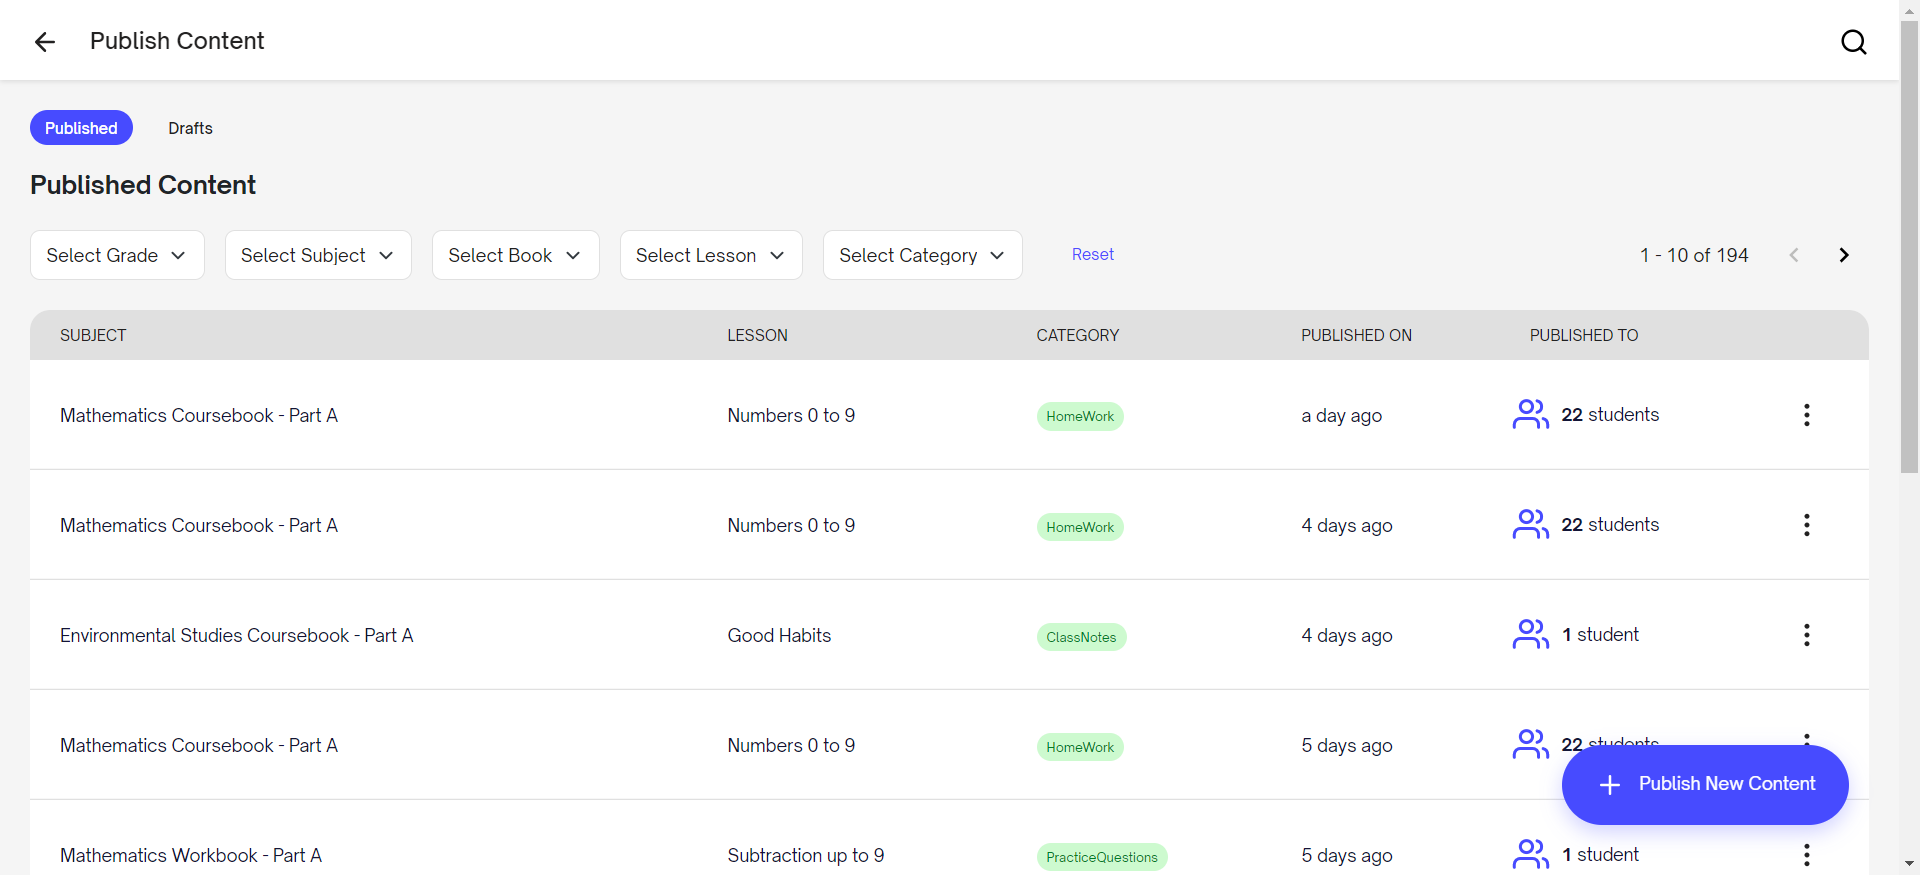 Publish Content
Published Drafts
Published Content
Select Grade Select Subject Select Book Select Lesson Select Category Reset 1 - 10 of 194
SUBJECT LESSON CATEGORY PUBLISHED ON PUBLISHED TO
Mathematics Coursebook - Part A Numbers 0 to 9 HomeWork a day ago 22 students
Mathematics Coursebook - Part A Numbers 0 to 9 HomeWork 4 days ago 22 students
Environmental Studies Coursebook - Part A Good Habits ClassNotes 4 days ago 1 student
Mathematics Coursebook - Part A Numbers 0 to 9 HomeWork 5 days ago 22 students
Publish New Content
Mathematics Workbook - Part A Subtraction up to 9 PracticeQuestions 5 days ago 1 student